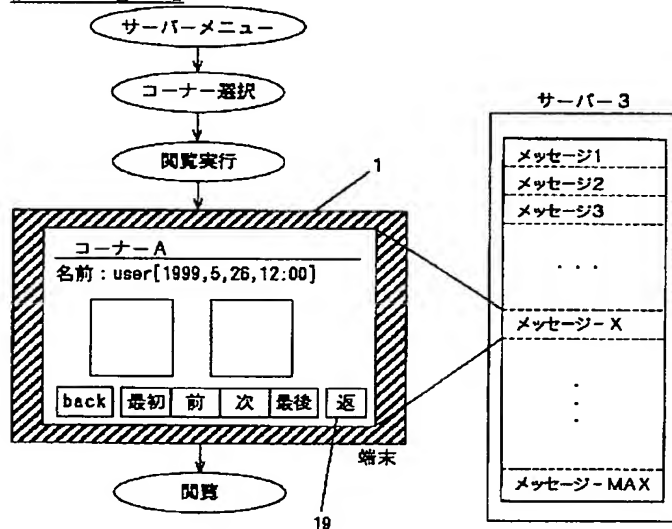 サーバーメニュー
コーナー選択
閲覧実行
1
コーナーA
名前：user[1999,5,26,12:00]
back 最初 前 次 最後 返
端末
閲覧
19
サーバー3
メッセージ1
メッセージ2
メッセージ3
・・・
メッセージ-X
・
・
・
メッセージ-MAX